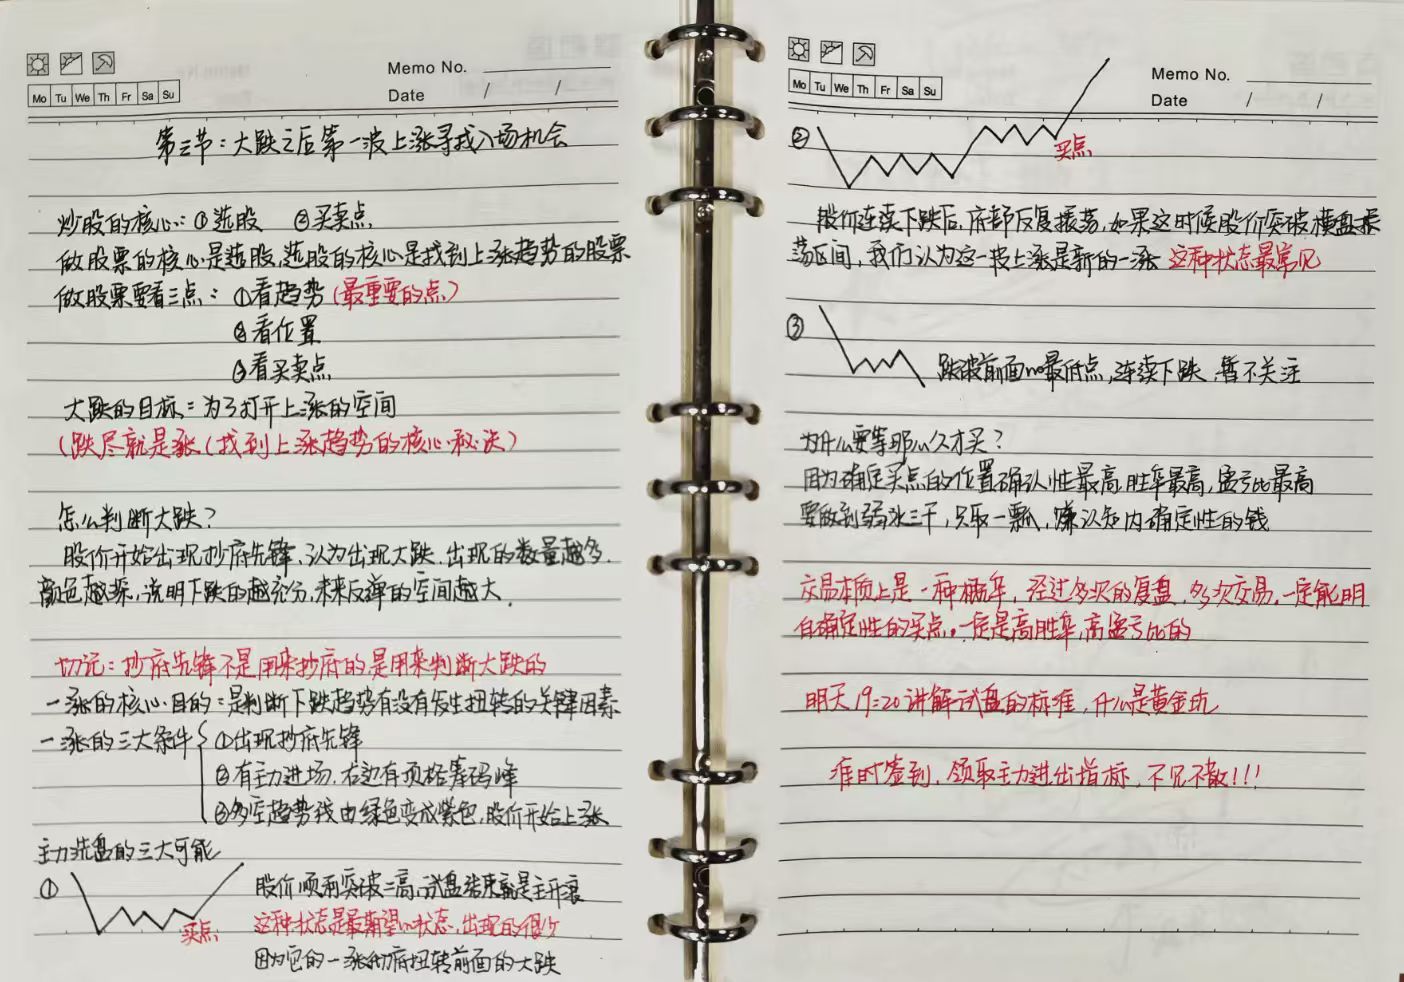 Memo No.
Mo Tu We Th Fr Sa Su
Date / /
第三节：大跌之后第一波上涨寻找入场机会
炒股的核心：①选股 ②买卖点
做股票的核心是选股，选股的核心是找到上涨趋势的股票
做股票要看三点：①看趋势（最重要的点）
②看位置
③看买卖点
大跌的目标：为了打开上涨的空间
（跌尽就是涨（找到上涨趋势的核心秘诀）
怎么判断大跌？
股价开始出现抄底先锋，认为出现大跌，出现的数量越多，
颜色越深，说明下跌的越充分，未来反弹的空间越大。
切记：抄底先锋不是用来抄底的是用来判断大跌的
一涨的核心目的：是判断下跌趋势有没有发生扭转的关键因素
一涨的三大条件 ①出现抄底先锋
②有主力进场，右边有顶格筹码峰
③多空趋势线由绿色变成紫色，股价开始上涨
主力洗盘的三大可能
①
股价顺利突破二高，试盘结束就是主升浪
买点
这种状态是最期望的状态，出现的很少
因为它的一涨彻底扭转前面的大跌
Memo No.
Mo Tu We Th Fr Sa Su
Date / /
②
买点
股价连续下跌后，底部反复振荡，如果这时候股价突破横盘振
荡区间，我们认为这一波上涨是新的一涨 这种状态最常见
③
跌破前面的最低点，连续下跌，暂不关注
为什么要等那么久才买？
因为确定买点的位置确认性最高，胜率最高，盈亏比最高
要做到弱水三千，只取一瓢，赚认知内确定性的钱
交易本质上是一种概率，经过多次的复盘，多次交易，一定能明
白确定性的买点，一定是高胜率，高盈亏比的
明天19:20讲解试盘的标准，什么是黄金坑
准时签到，领取主力进出指标，不见不散!!!